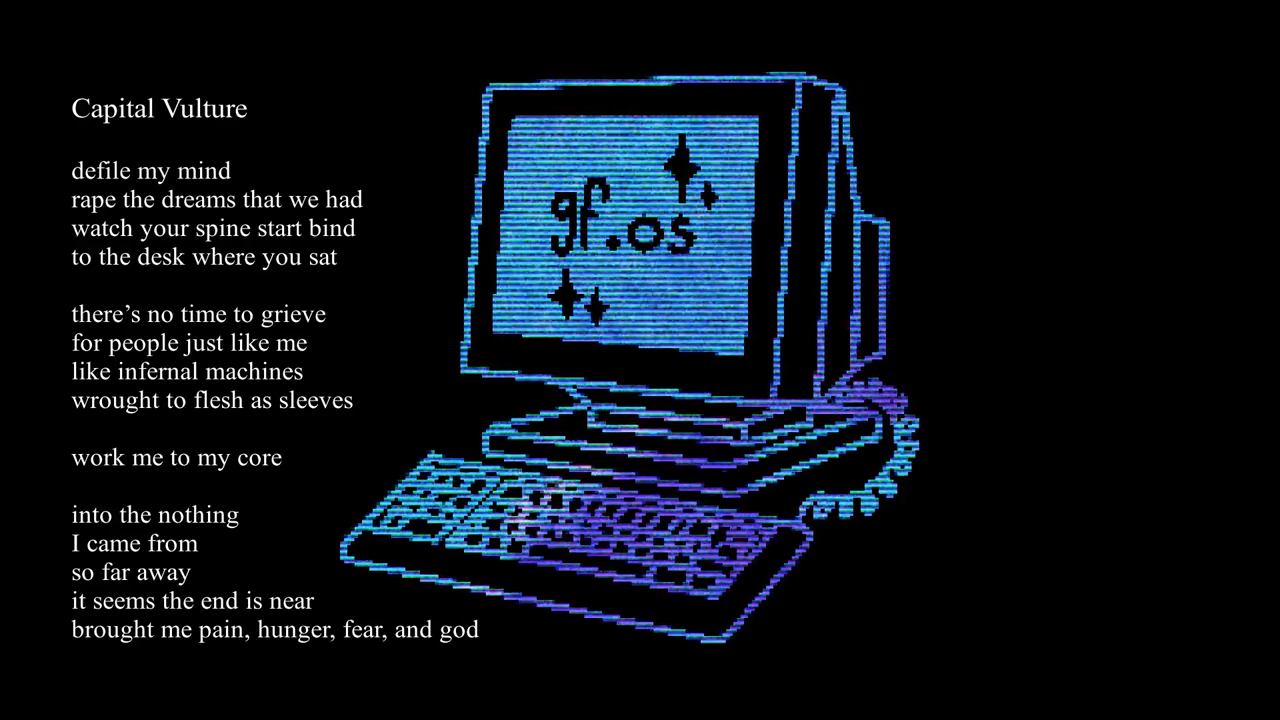 Capital Vulture
defile my mind
rape the dreams that we had
watch your spine start bind
to the desk where you sat
there’s no time to grieve
for people just like me
like infernal machines
wrought to flesh as sleeves
work me to my core
into the nothing
I came from
so far away
it seems the end is near
brought me pain, hunger, fear, and god
gf.os